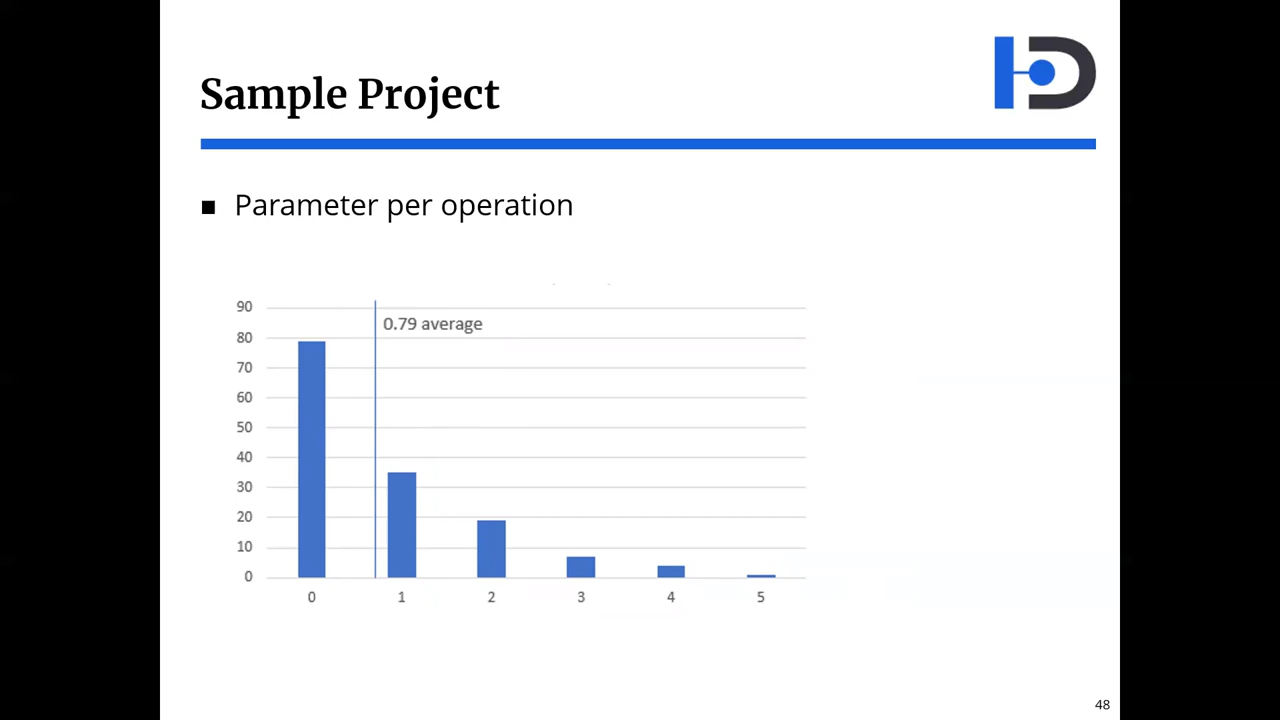 Sample Project
Parameter per operation
90
0.79 average
80
70
60
50
40
30
20
10
0
0 1 2 3 4 5
48